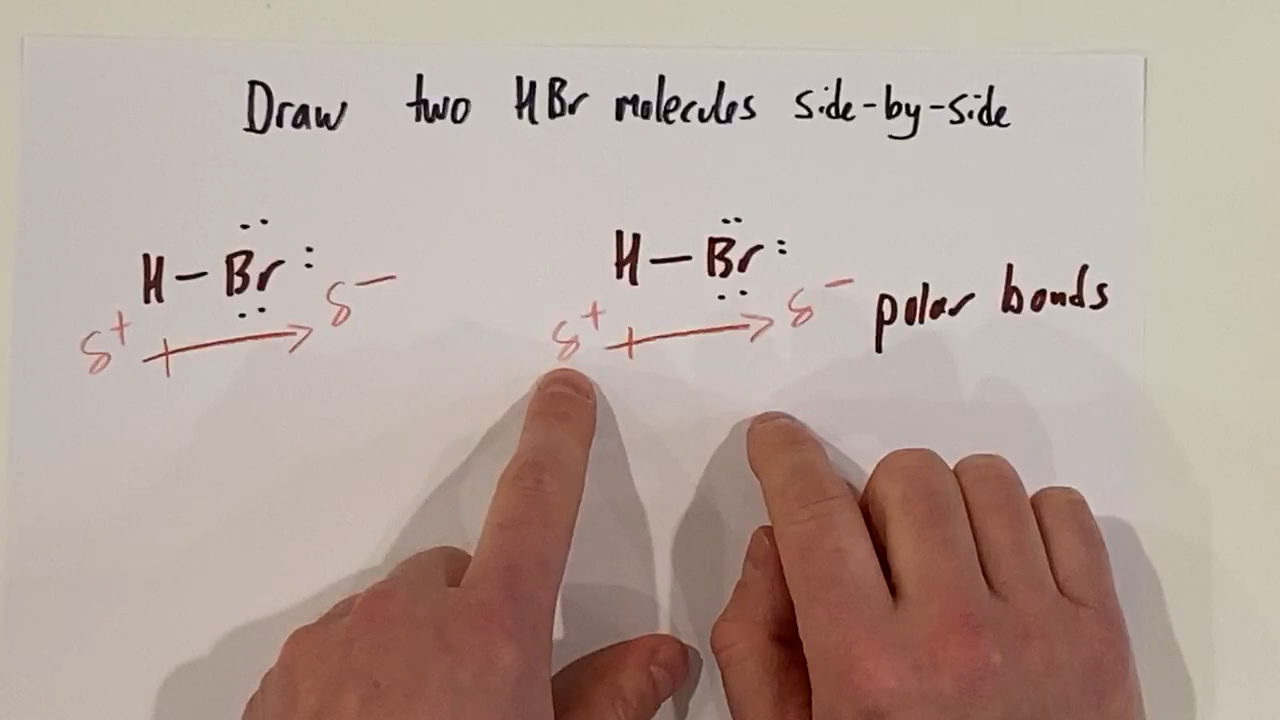 Draw two HBr molecules side-by-side
H-Br: H-Br:
δ+ δ- δ+ δ- polar bonds